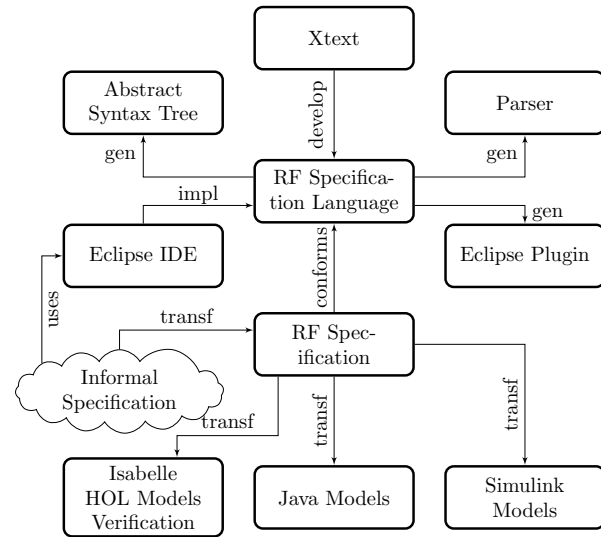 Xtext
Abstract
Syntax Tree
Parser
develop
gen
gen
RF Specifica-
tion Language
impl
gen
Eclipse IDE
Eclipse Plugin
uses
conforms
transf
RF Spec-
ification
Informal
Specification
transf
transf
transf
Isabelle
HOL Models
Verification
Java Models
Simulink
Models